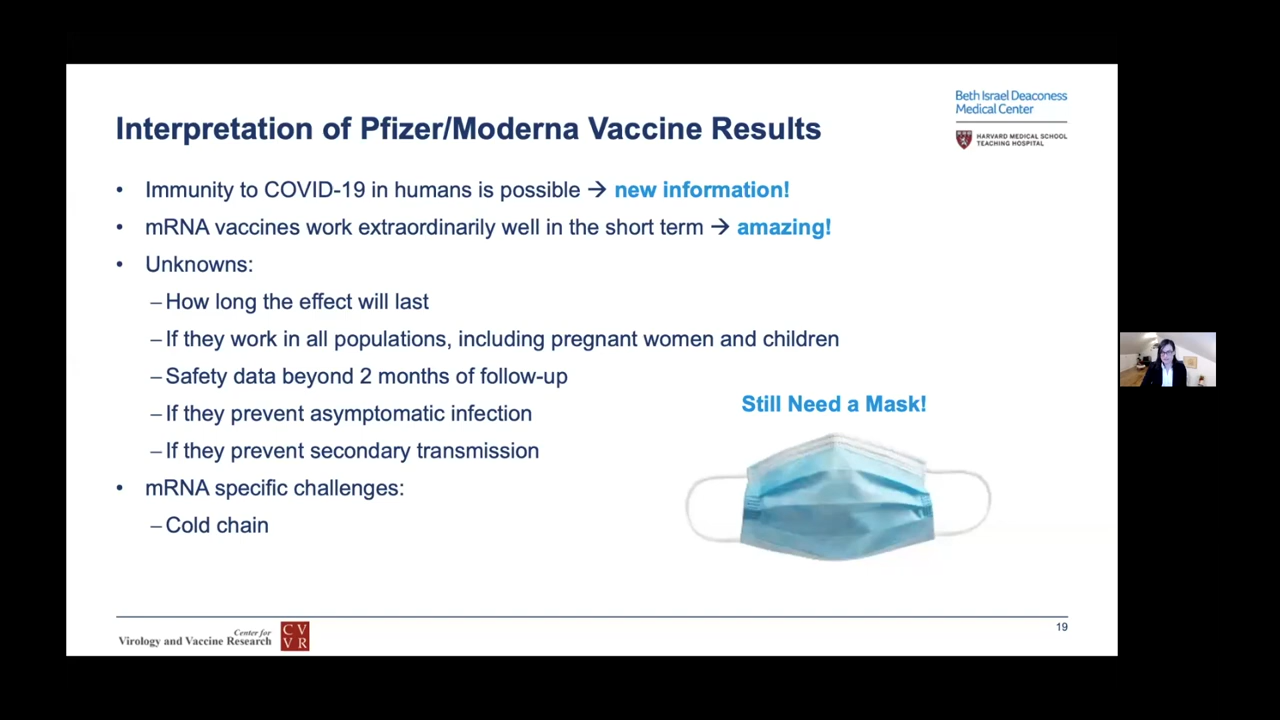 Beth Israel Deaconess
Medical Center
HARVARD MEDICAL SCHOOL
TEACHING HOSPITAL
Interpretation of Pfizer/Moderna Vaccine Results
• Immunity to COVID-19 in humans is possible → new information!
• mRNA vaccines work extraordinarily well in the short term → amazing!
• Unknowns:
– How long the effect will last
– If they work in all populations, including pregnant women and children
– Safety data beyond 2 months of follow-up
– If they prevent asymptomatic infection
– If they prevent secondary transmission
• mRNA specific challenges:
– Cold chain
Still Need a Mask!
Center for
Virology and Vaccine Research
C V
V R
19